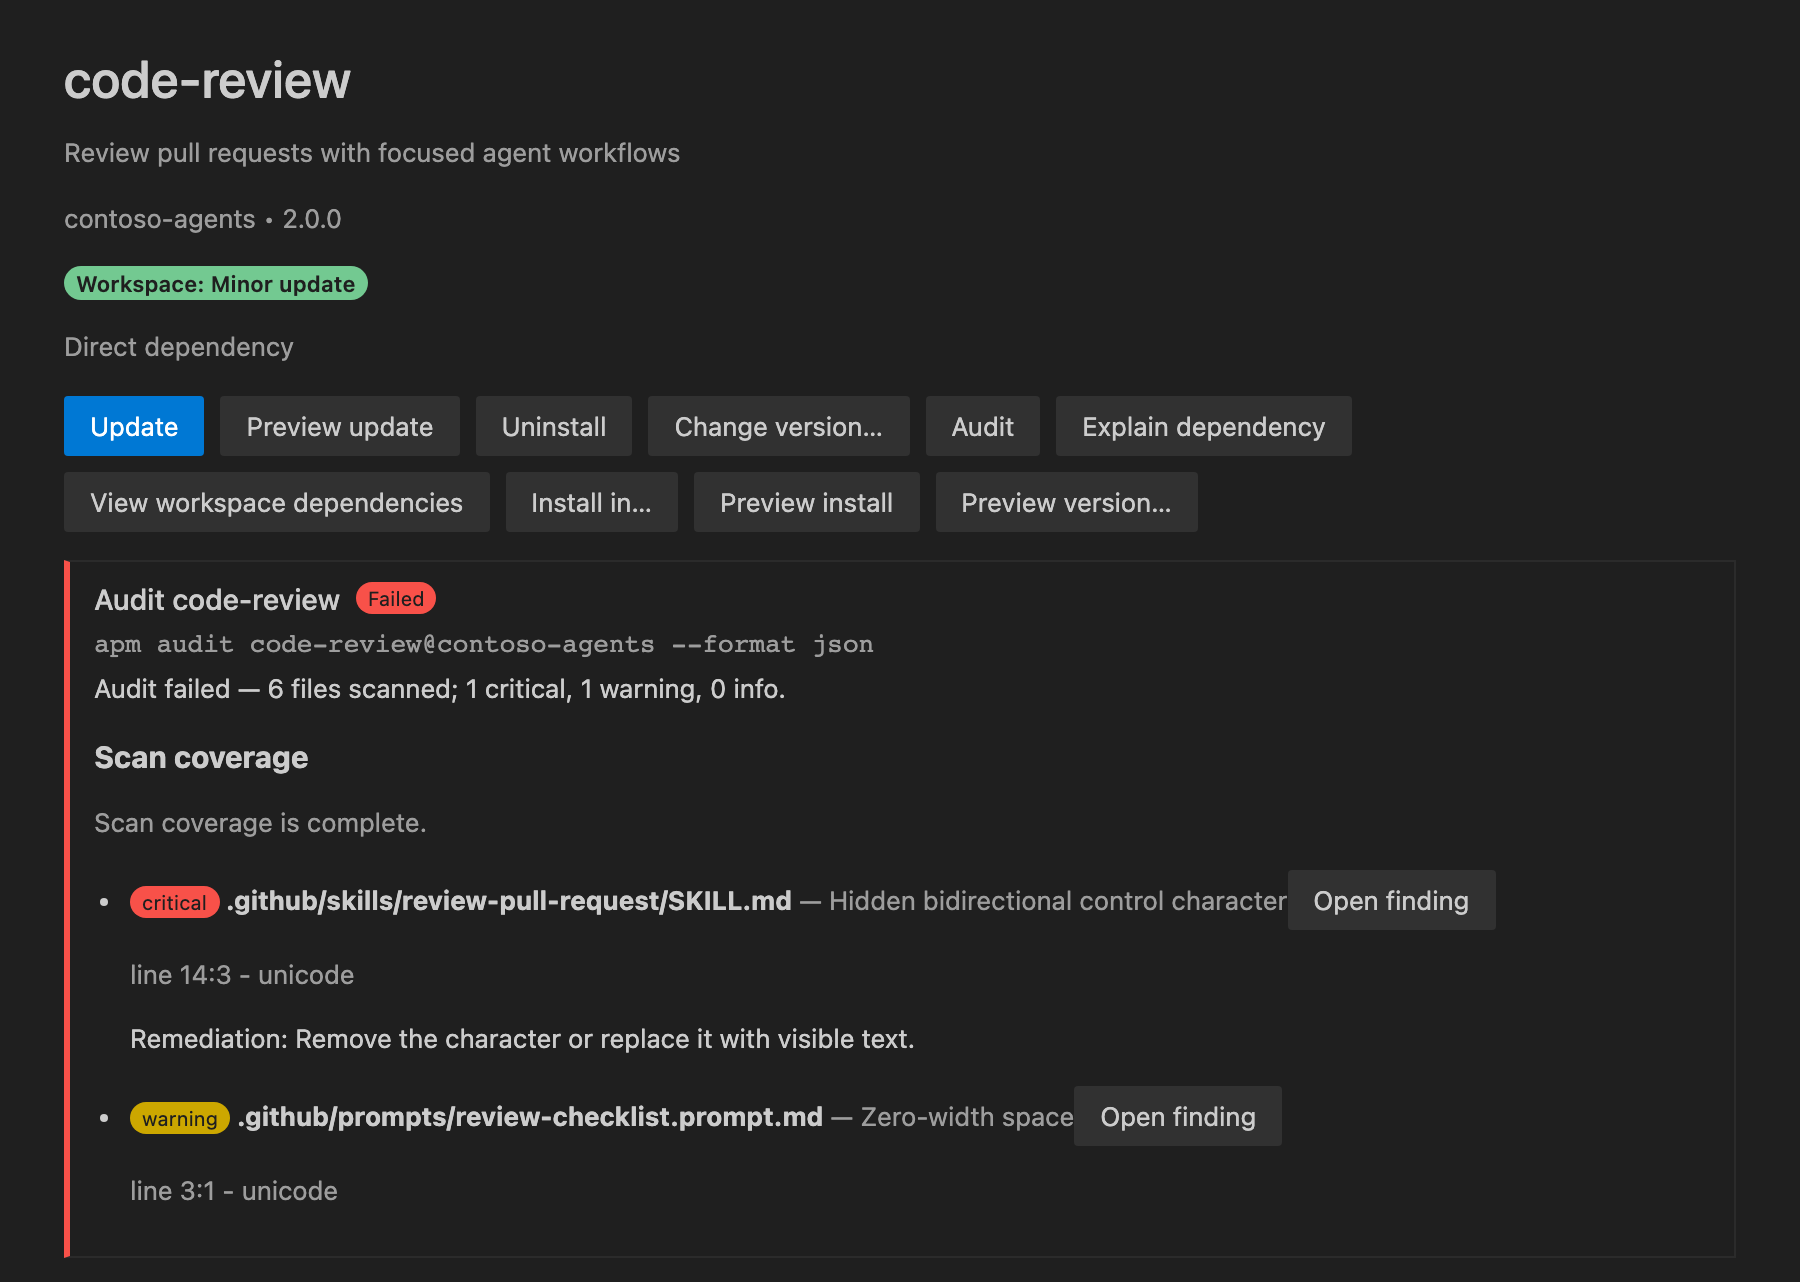 code-review
Review pull requests with focused agent workflows
contoso-agents • 2.0.0
Workspace: Minor update
Direct dependency
Update Preview update Uninstall Change version... Audit Explain dependency
View workspace dependencies Install in... Preview install Preview version...
Audit code-review Failed
apm audit code-review@contoso-agents --format json
Audit failed — 6 files scanned; 1 critical, 1 warning, 0 info.
Scan coverage
Scan coverage is complete.
• critical .github/skills/review-pull-request/SKILL.md — Hidden bidirectional control character Open finding
line 14:3 - unicode
Remediation: Remove the character or replace it with visible text.
• warning .github/prompts/review-checklist.prompt.md — Zero-width space Open finding
line 3:1 - unicode